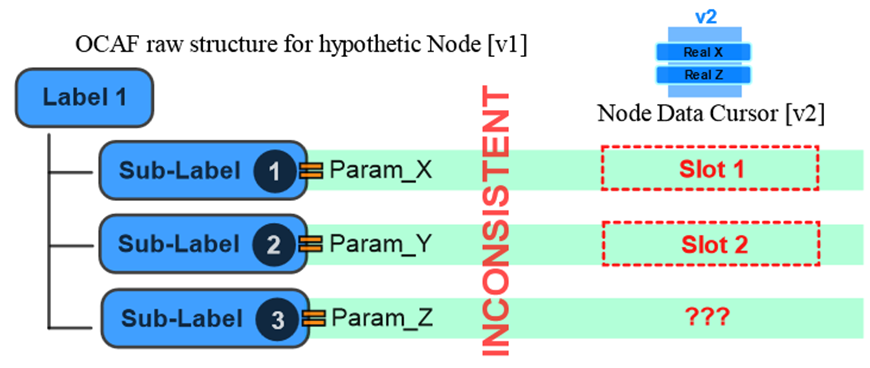 v2
OCAF raw structure for hypothetic Node [v1]
Real X
Real Z
Label 1
Node Data Cursor [v2]
INCONSISTENT
Sub-Label 1 Param_X Slot 1
Sub-Label 2 Param_Y Slot 2
Sub-Label 3 Param_Z ???